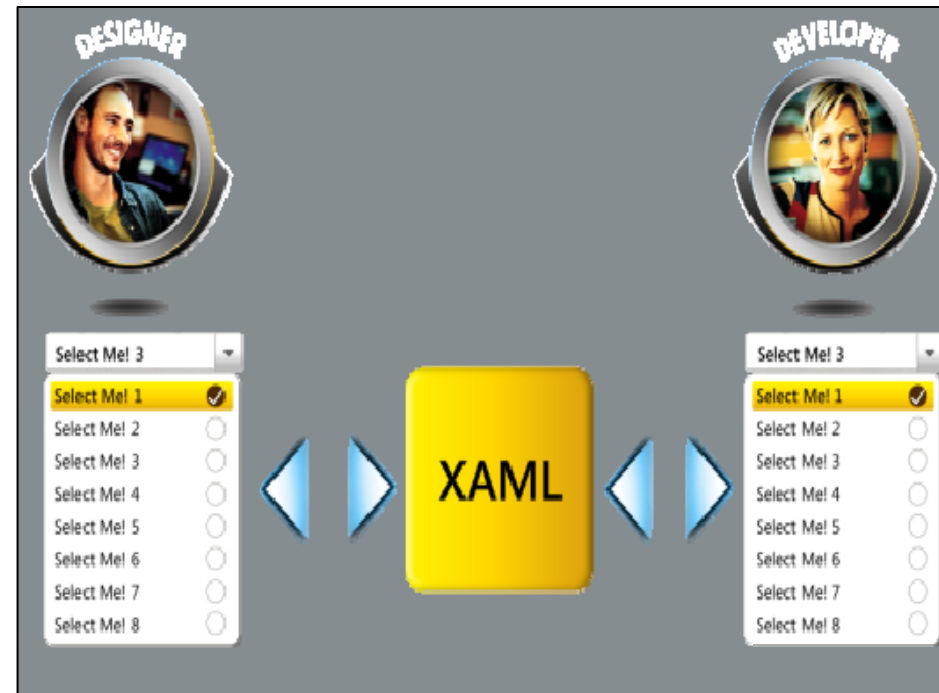 DESIGNER
DEVELOPER
Select Me! 3
Select Me! 1
Select Me! 2
Select Me! 3
Select Me! 4
Select Me! 5
Select Me! 6
Select Me! 7
Select Me! 8
XAML
Select Me! 3
Select Me! 1
Select Me! 2
Select Me! 3
Select Me! 4
Select Me! 5
Select Me! 6
Select Me! 7
Select Me! 8